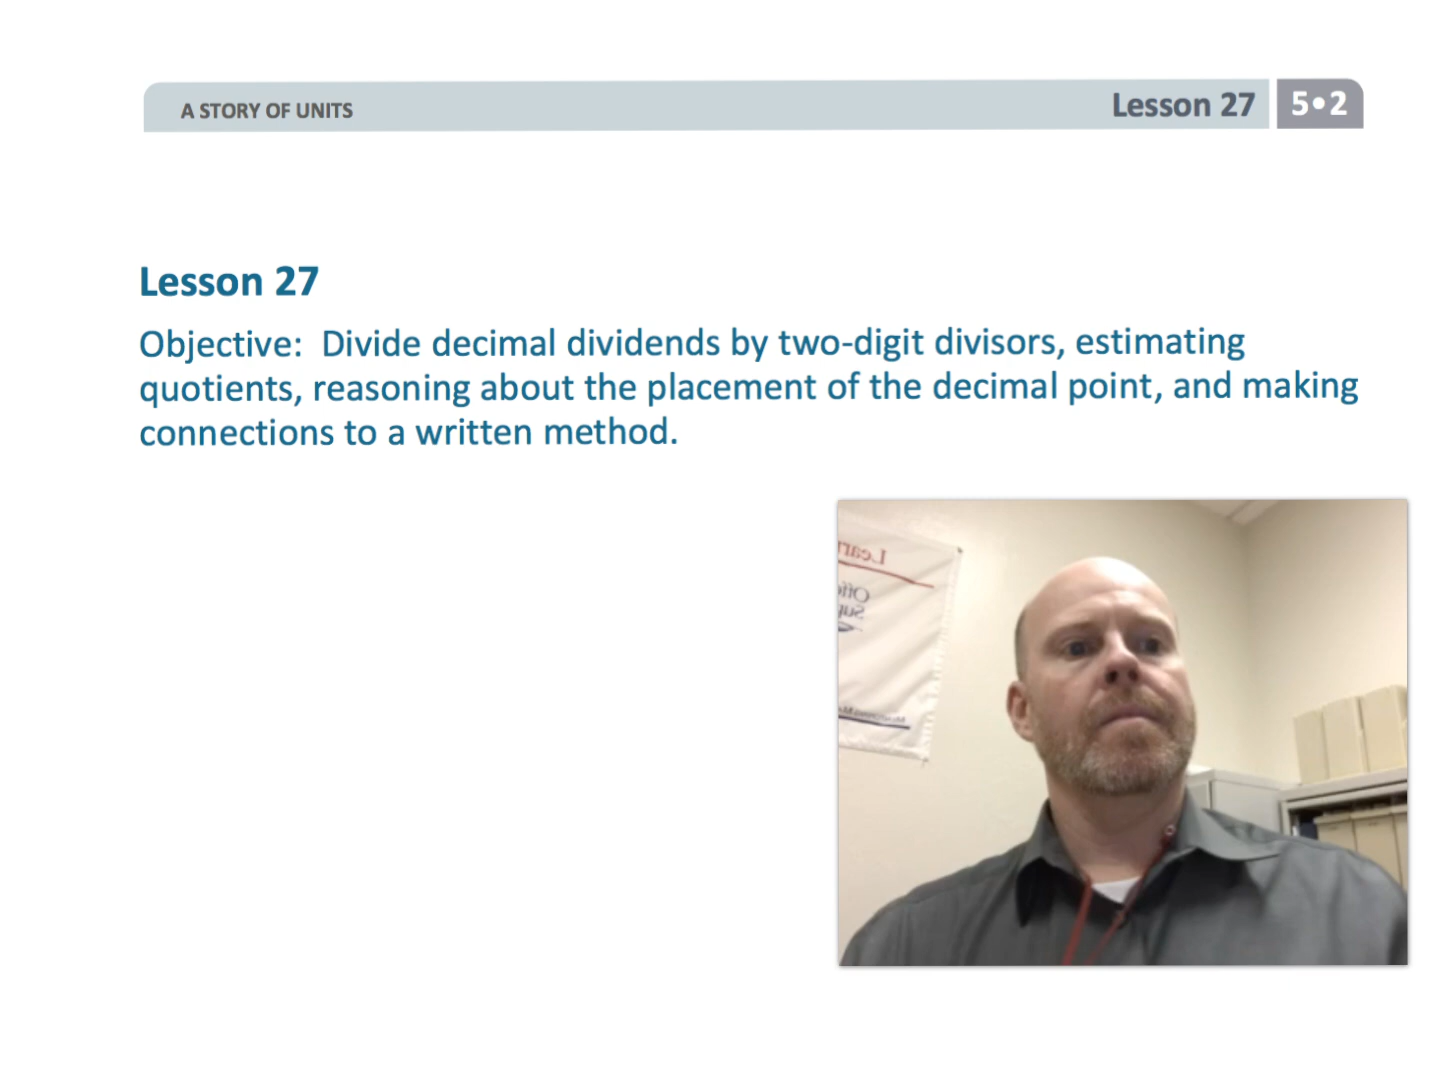 A STORY OF UNITS
Lesson 27
5•2
Lesson 27
Objective: Divide decimal dividends by two-digit divisors, estimating
quotients, reasoning about the placement of the decimal point, and making
connections to a written method.